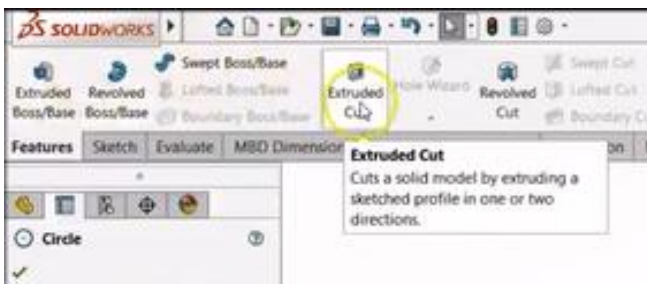 SOLIDWORKS
Swept Boss/Base
Extruded Boss/Base
Revolved Boss/Base
Lofted Boss/Base
Boundary Boss/Base
Extruded Cut
Hole Wizard
Revolved Cut
Swept Cut
Lofted Cut
Boundary C
Features
Sketch
Evaluate
MBD Dimension
on
Extruded Cut
Cuts a solid model by extruding a
sketched profile in one or two
directions.
Circle